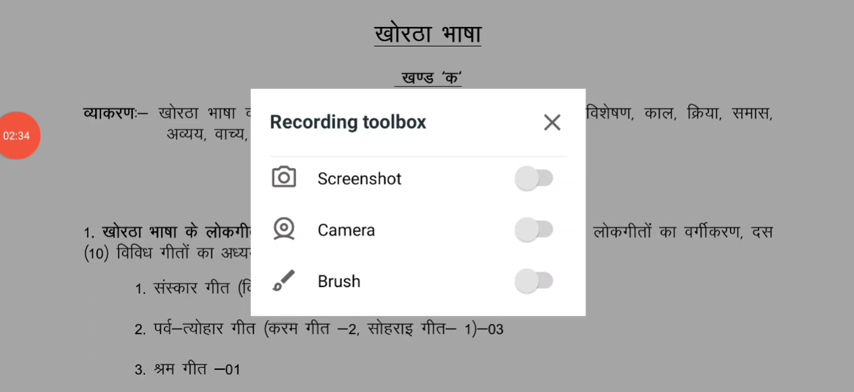 खोरठा भाषा
खण्ड ‘क’
व्याकरणः– खोरठा भाषा विशेषण, काल, क्रिया, समास,
अव्यय, वाच्य,
02:34
Recording toolbox
Screenshot
Camera
Brush
1. खोरठा भाषा के लोकगी लोकगीतों का वर्गीकरण, दस
(10) विविध गीतों का अध्य
1. संस्कार गीत
2. पर्व–त्योहार गीत (करम गीत –2, सोहराइ गीत– 1)–03
3. श्रम गीत –01